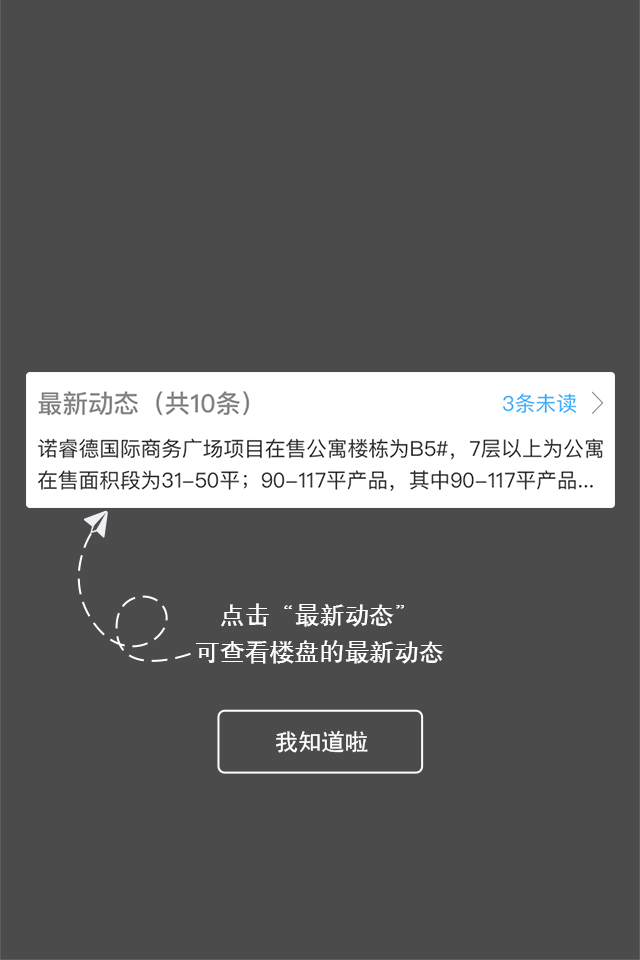 最新动态（共10条）
3条未读
诺睿德国际商务广场项目在售公寓楼栋为B5#，7层以上为公寓
在售面积段为31-50平；90-117平产品，其中90-117平产品...
点击“最新动态”
可查看楼盘的最新动态
我知道啦